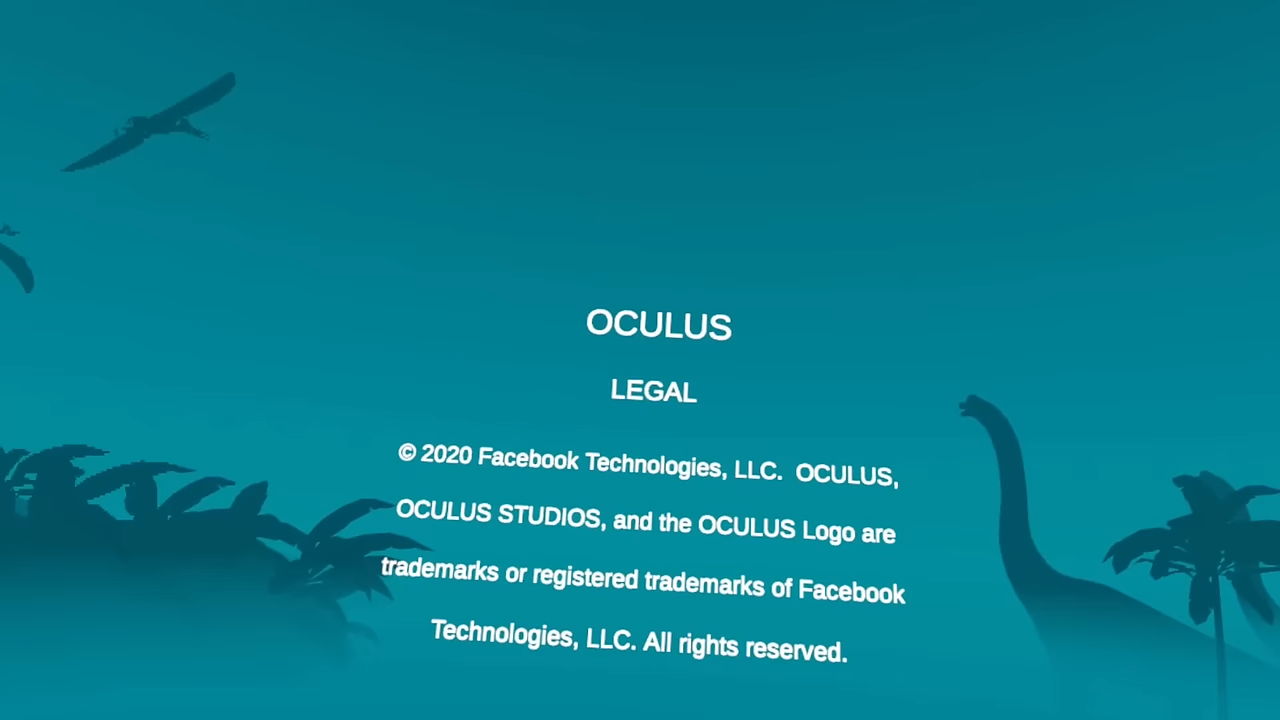 OCULUS
LEGAL
© 2020 Facebook Technologies, LLC.  OCULUS,
OCULUS STUDIOS, and the OCULUS Logo are
trademarks or registered trademarks of Facebook
Technologies, LLC. All rights reserved.